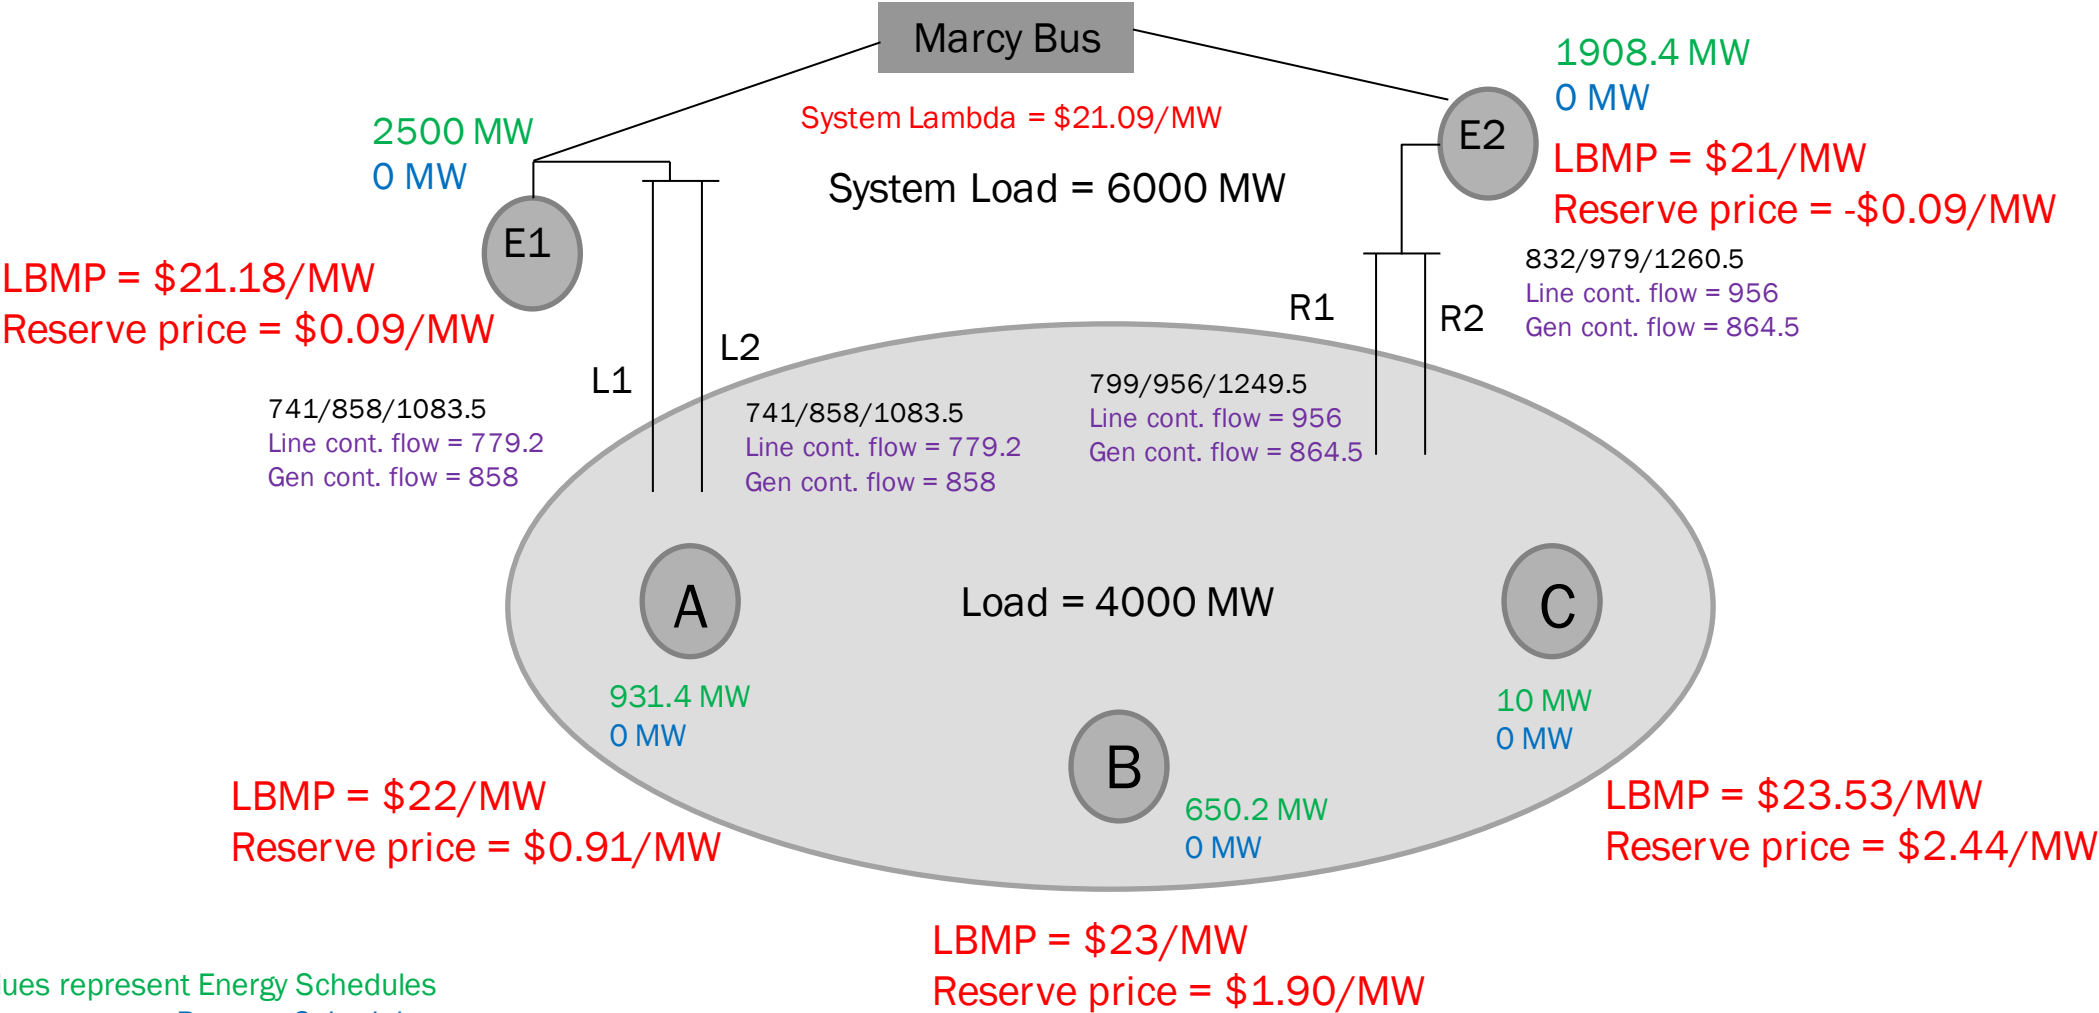 Marcy Bus
System Lambda = $21.09/MW
System Load = 6000 MW
2500 MW
0 MW
E1
LBMP = $21.18/MW
Reserve price = $0.09/MW
1908.4 MW
0 MW
E2
LBMP = $21/MW
Reserve price = -$0.09/MW
832/979/1260.5
Line cont. flow = 956
Gen cont. flow = 864.5
R1
R2
L2
L1
741/858/1083.5
Line cont. flow = 779.2
Gen cont. flow = 858
741/858/1083.5
Line cont. flow = 779.2
Gen cont. flow = 858
799/956/1249.5
Line cont. flow = 956
Gen cont. flow = 864.5
A
Load = 4000 MW
C
931.4 MW
0 MW
10 MW
0 MW
B
650.2 MW
0 MW
LBMP = $22/MW
Reserve price = $0.91/MW
LBMP = $23.53/MW
Reserve price = $2.44/MW
LBMP = $23/MW
Reserve price = $1.90/MW
represent Energy Schedules